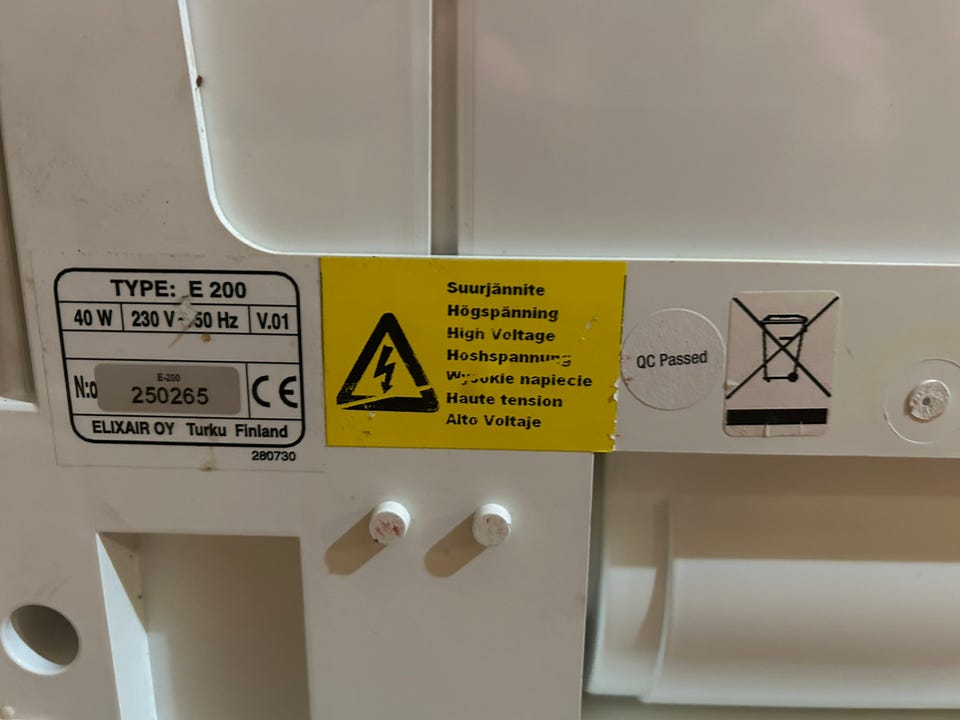 TYPE: E 200
40 W 230 V ~ 50 Hz V.01
N:o E-200 250265 CE
ELIXAIR OY Turku Finland
280730
Suurjännite
Högspänning
High Voltage
Hoshspannung
Wysokie napiecie
Haute tension
Alto Voltaje
QC Passed